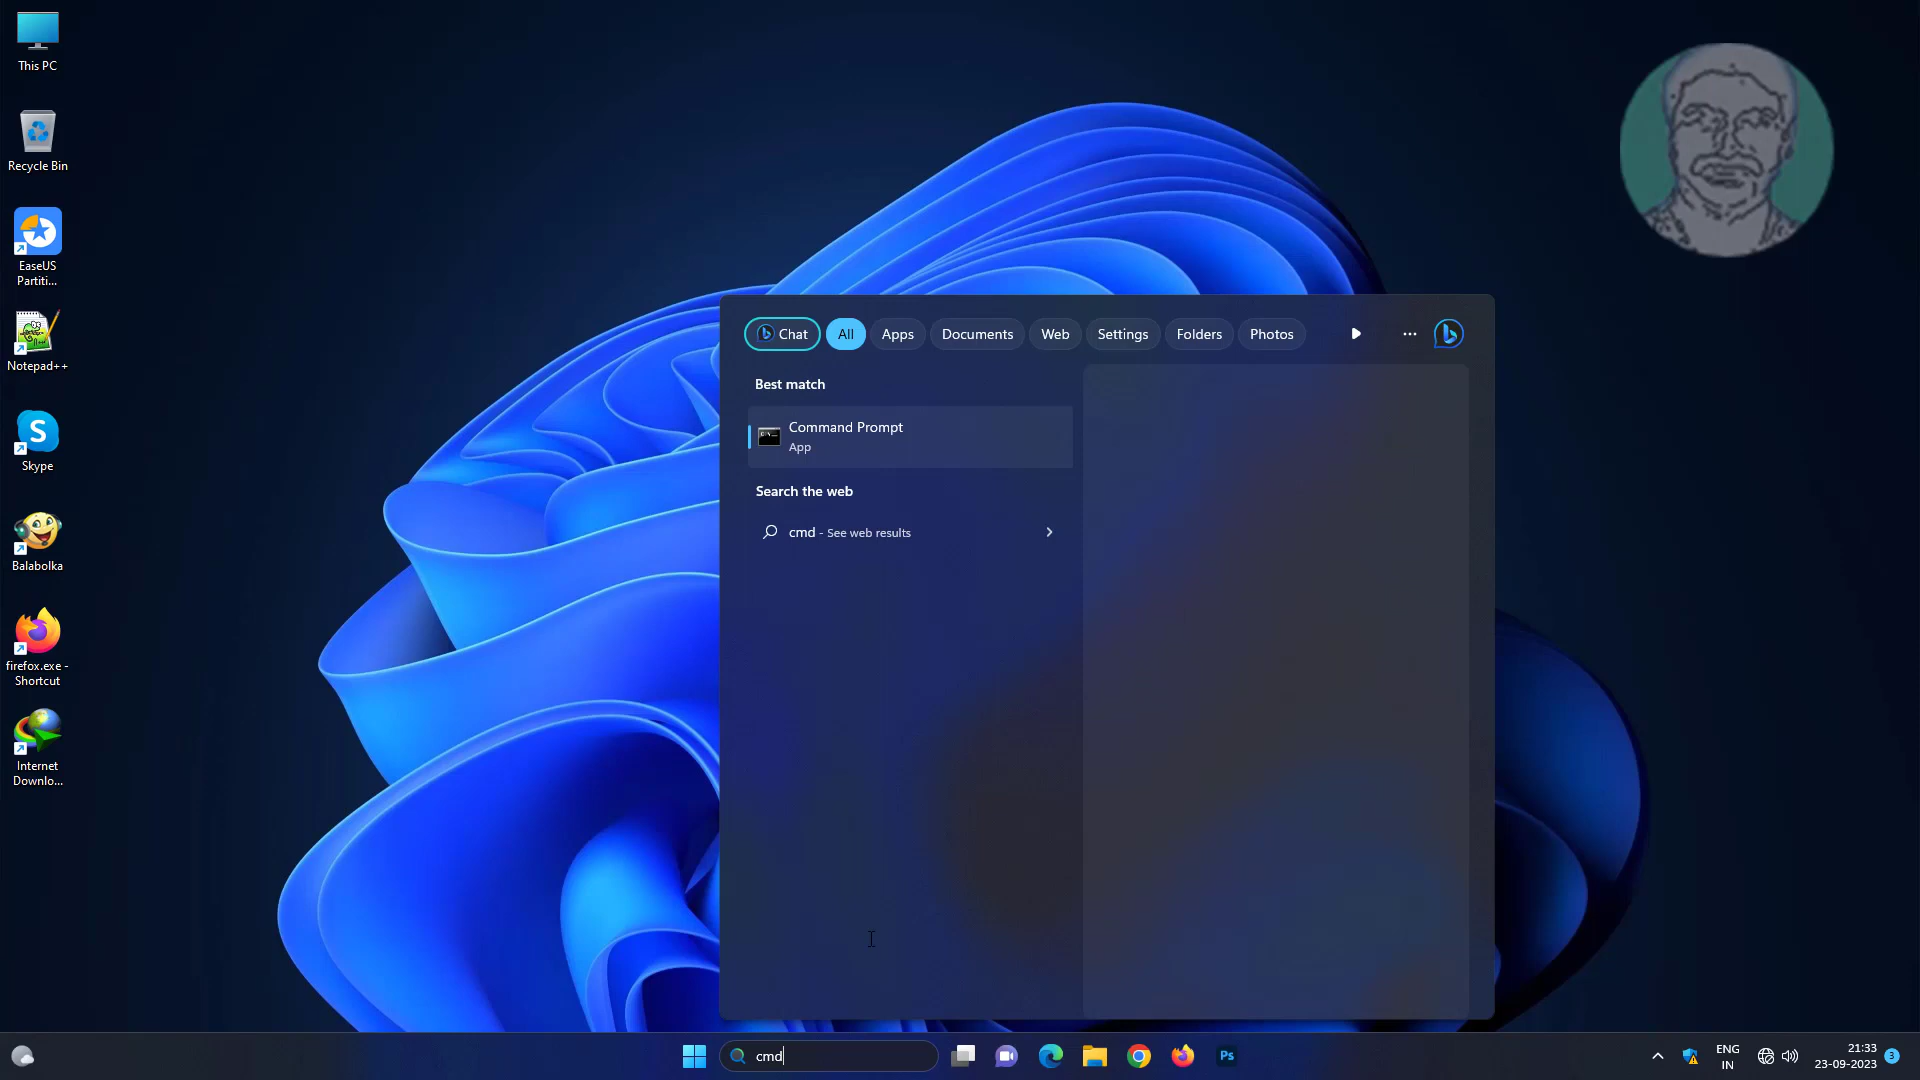 This PC
Recycle Bin
EaseUS
Partiti...
Notepad++
Skype
Balabolka
firefox.exe -
Shortcut
Internet
Downlo...
Chat
All
Apps
Documents
Web
Settings
Folders
Photos
Best match
Command Prompt
App
Search the web
cmd - See web results
cmd
Ps
ENG
IN
21:33
23-09-2023
3